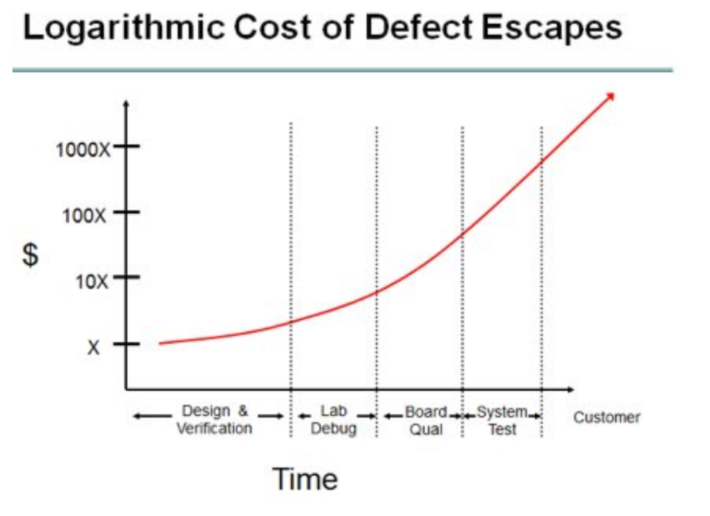 Logarithmic Cost of Defect Escapes
1000X
100X
$
10X
X
Design &
Verification
Lab
Debug
Board
Qual
System
Test
Customer
Time